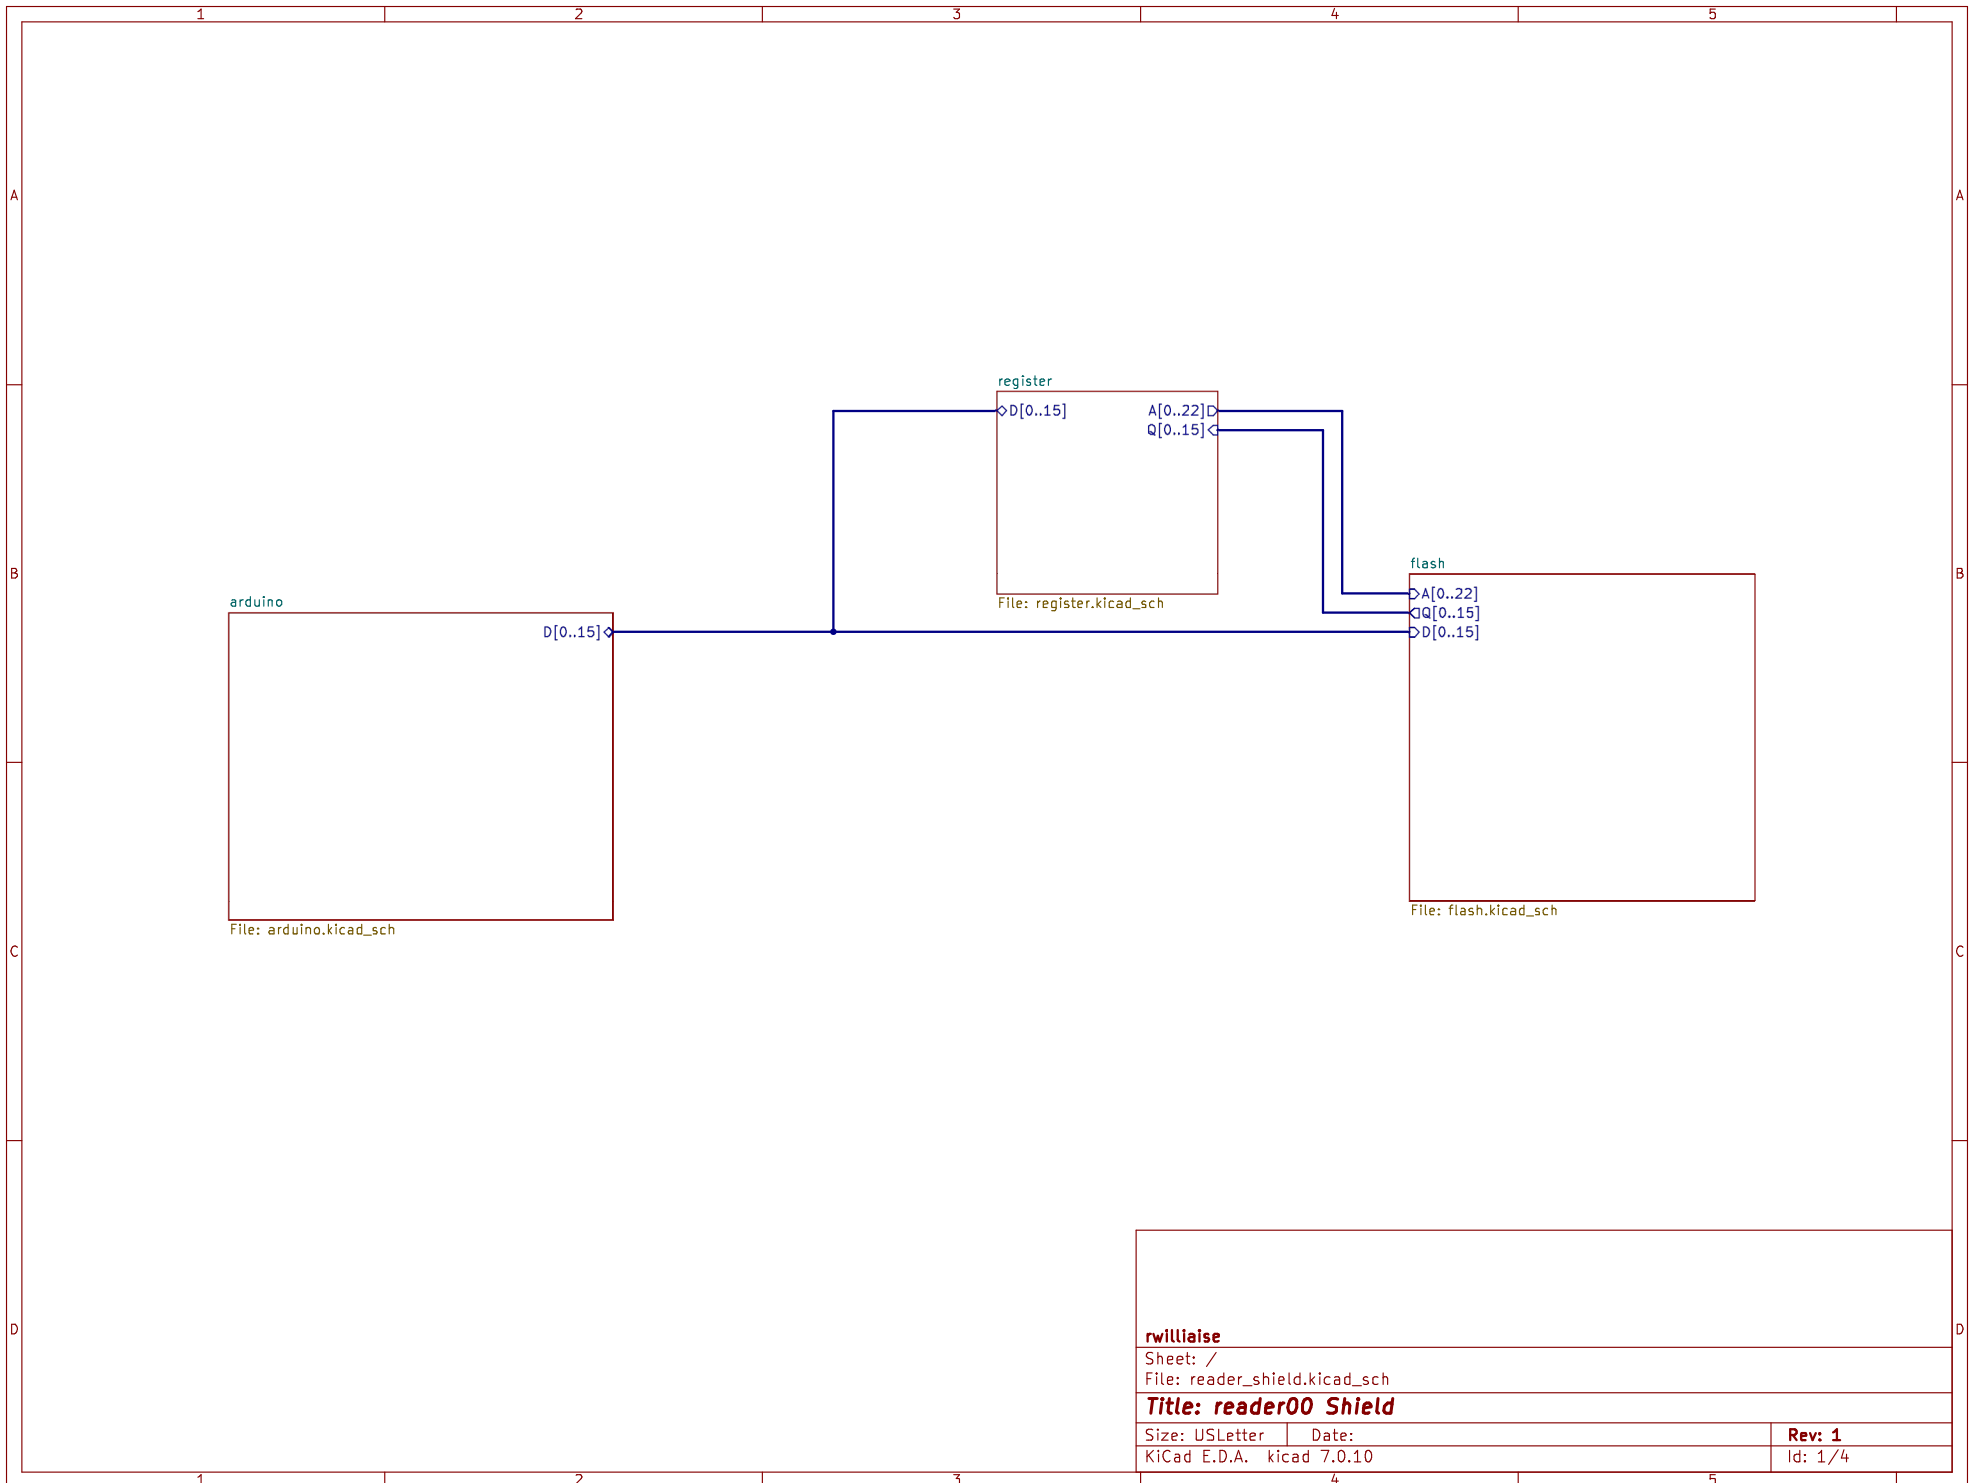 1 2 3 4 5
A A
register
D[0..15] A[0..22]
Q[0..15]
flash
B B
A[0..22]
arduino
File: register.kicad_sch
Q[0..15]
D[0..15] D[0..15]
File: flash.kicad_sch
File: arduino.kicad_sch
C C
D D
rwilliaise
Sheet: /
File: reader_shield.kicad_sch
Title: reader00 Shield
Size: USLetter Date: Rev: 1
KiCad E.D.A. kicad 7.0.10 Id: 1/4
1 2 3 4 5